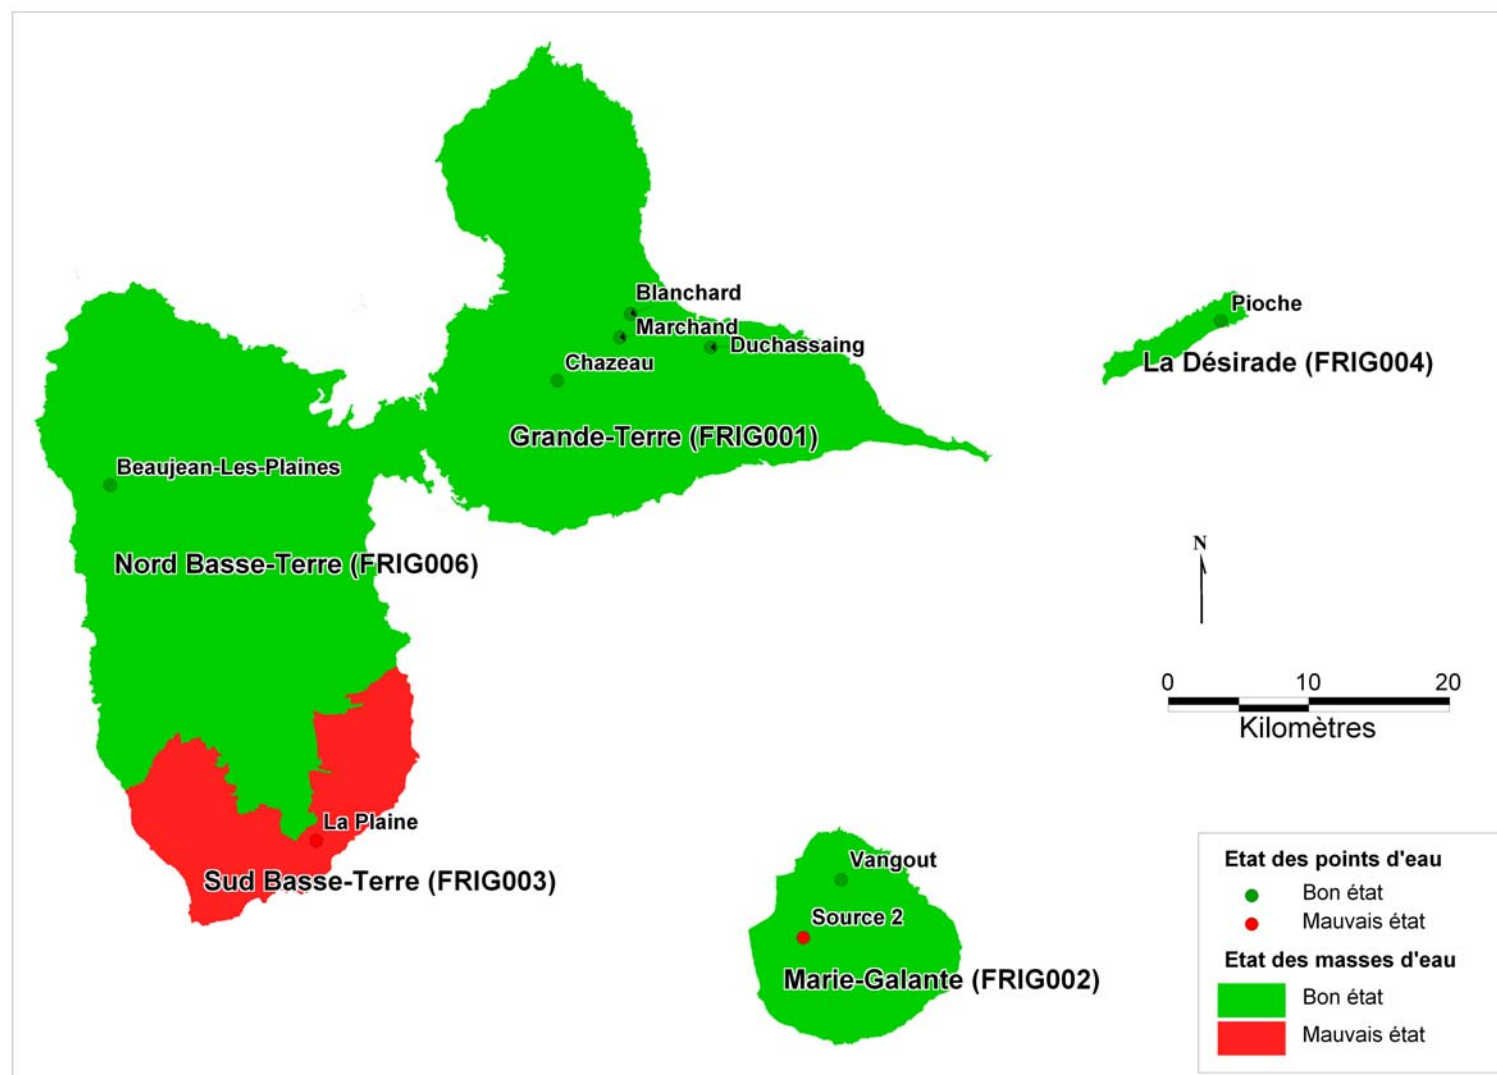 Blanchard
Marchand
Duchassaing
Chazeau
Grande-Terre (FRIG001)
Pioche
La Désirade (FRIG004)
Beaujean-Les-Plaines
Nord Basse-Terre (FRIG006)
N
0 10 20
Kilomètres
La Plaine
Sud Basse-Terre (FRIG003)
Vangout
Source 2
Marie-Galante (FRIG002)
Etat des points d'eau
Bon état
Mauvais état
Etat des masses d'eau
Bon état
Mauvais état